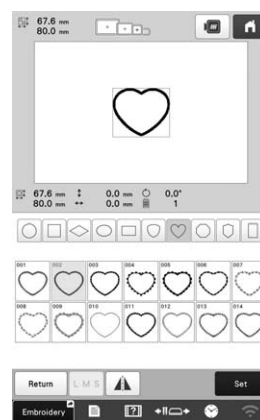 67.6 mm
80.0 mm
67.6 mm 0.0 mm 0.0°
80.0 mm 0.0 mm 1
001 002 003 004 005 006 007
008 009 010 011 012 013 014
Return L M S Set
Embroidery